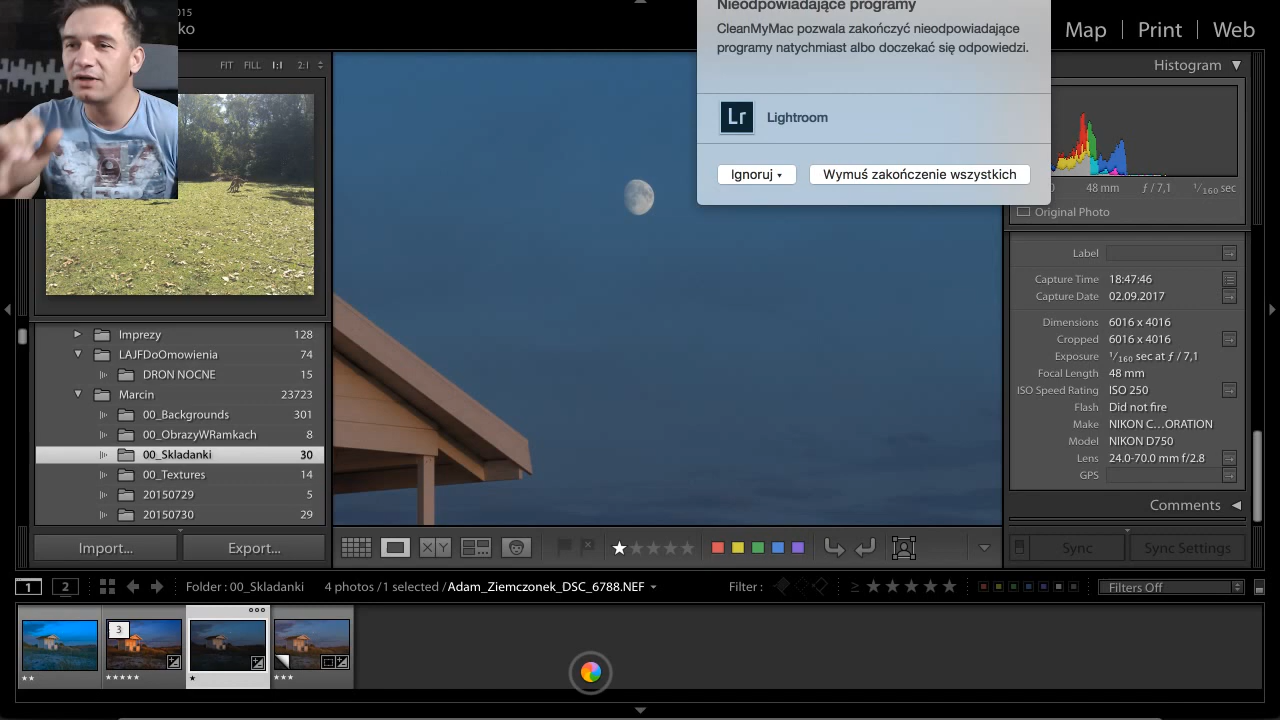 015
ko
Nieodpowiadające programy
CleanMyMac pozwala zakończyć nieodpowiadające
programy natychmiast albo doczekać się odpowiedzi.
Lr Lightroom
Ignoruj
Wymuś zakończenie wszystkich
Map | Print | Web
FIT FILL 1:1 2:1
Histogram
0 48 mm ƒ / 7,1 1/160 sec
Original Photo
Label
Capture Time 18:47:46
Capture Date 02.09.2017
Dimensions 6016 x 4016
Cropped 6016 x 4016
Exposure 1/160 sec at ƒ / 7,1
Focal Length 48 mm
ISO Speed Rating ISO 250
Flash Did not fire
Make NIKON C...ORATION
Model NIKON D750
Lens 24.0-70.0 mm f/2.8
GPS
Comments
Imprezy 128
LAJFDoOmowienia 74
DRON NOCNE 15
Marcin 23723
00_Backgrounds 301
00_ObrazyWRamkach 8
00_Skladanki 30
00_Textures 14
20150729 5
20150730 29
Import...
Export...
X Y
Sync
Sync Settings
1 2
Folder : 00_Skladanki
4 photos / 1 selected / Adam_Ziemczonek_DSC_6788.NEF
Filter :
≥
Filters Off
3